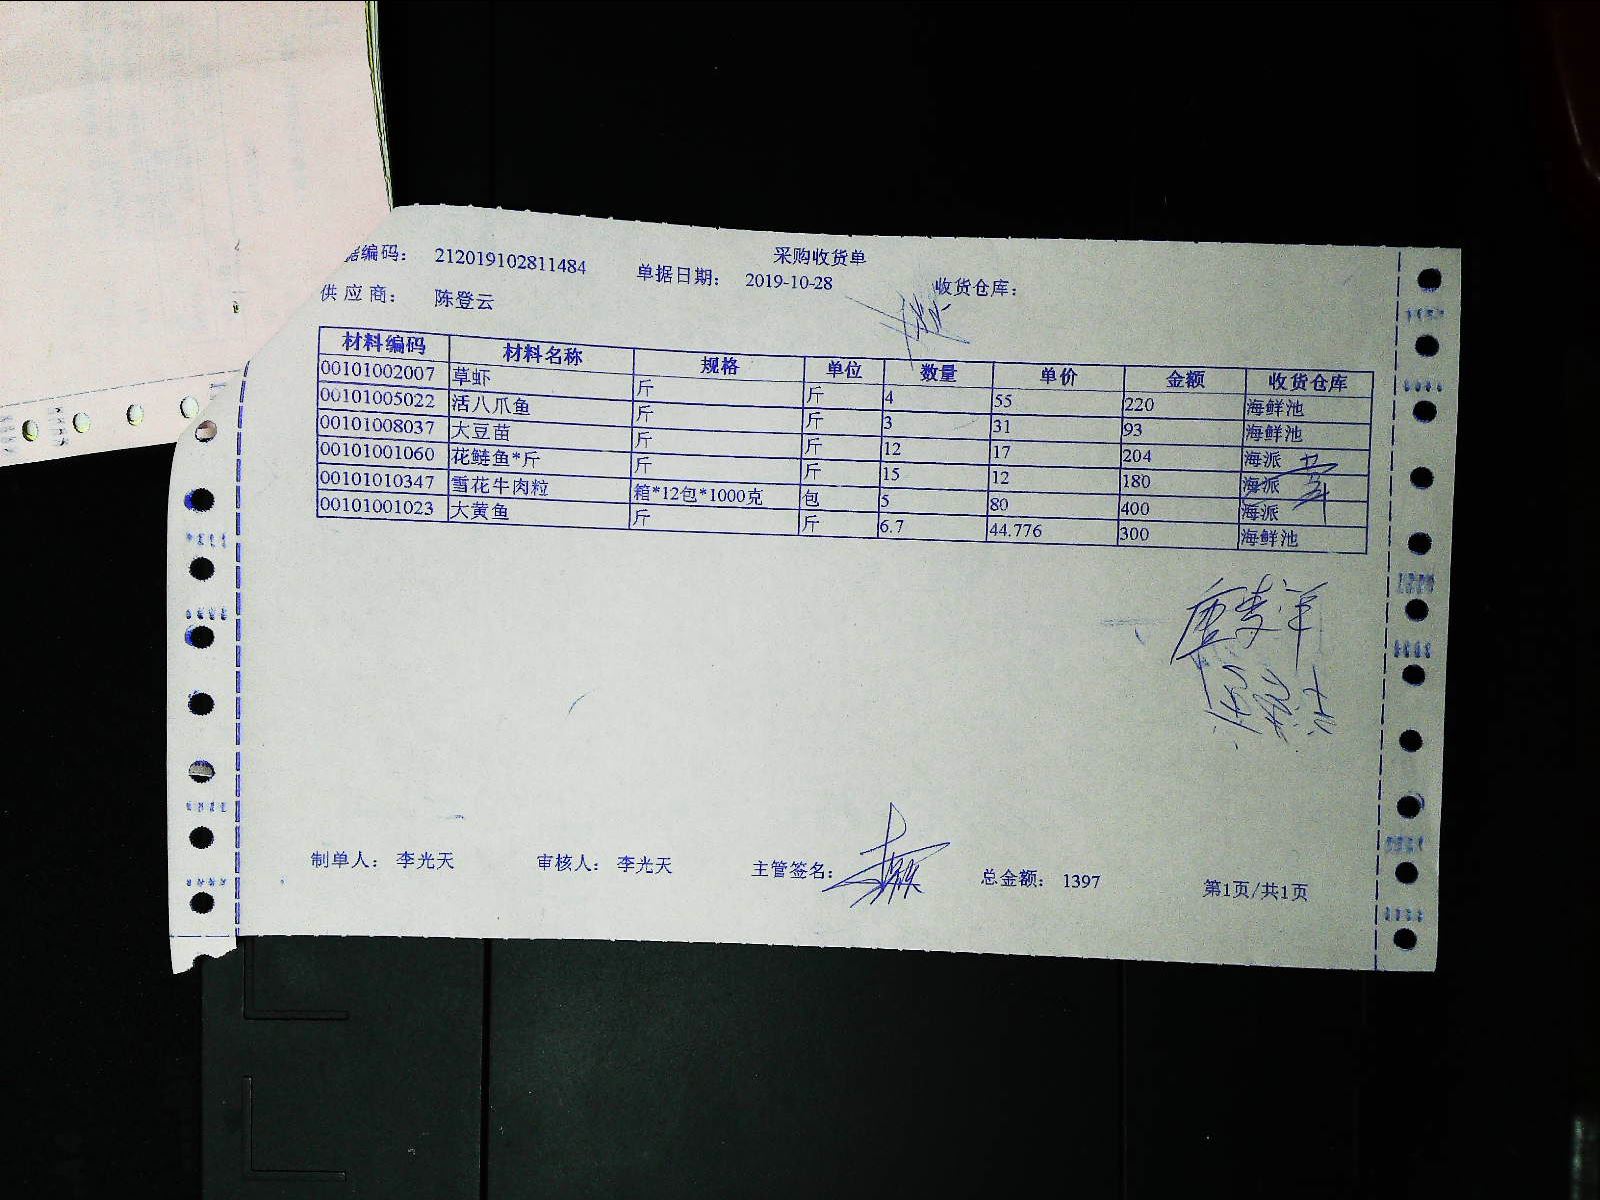 采购收货单
据编码： 212019102811484 单据日期： 2019-10-28 收货仓库：
供应商： 陈登云
材料编码 材料名称 规格 单位 数量 单价 金额 收货仓库
00101002007 草虾 斤 斤 4 55 220 海鲜池
00101005022 活八爪鱼 斤 斤 3 31 93 海鲜池
00101008037 大豆苗 斤 斤 12 17 204 海派
00101001060 花鲢鱼*斤 斤 斤 15 12 180 海派
00101010347 雪花牛肉粒 箱*12包*1000克 包 5 80 400 海派
00101001023 大黄鱼 斤 斤 6.7 44.776 300 海鲜池
制单人： 李光天 审核人： 李光天 主管签名： 总金额： 1397 第1页/共1页